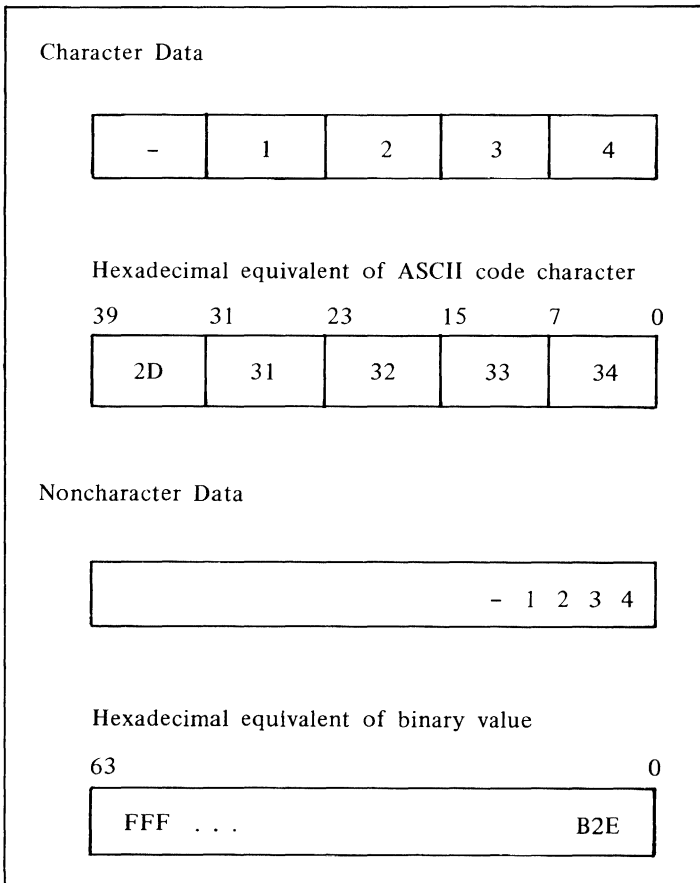 Character Data
– 1 2 3 4
Hexadecimal equivalent of ASCII code character
39 31 23 15 7 0
2D 31 32 33 34
Noncharacter Data
– 1 2 3 4
Hexadecimal equivalent of binary value
63 0
FFF . . . B2E